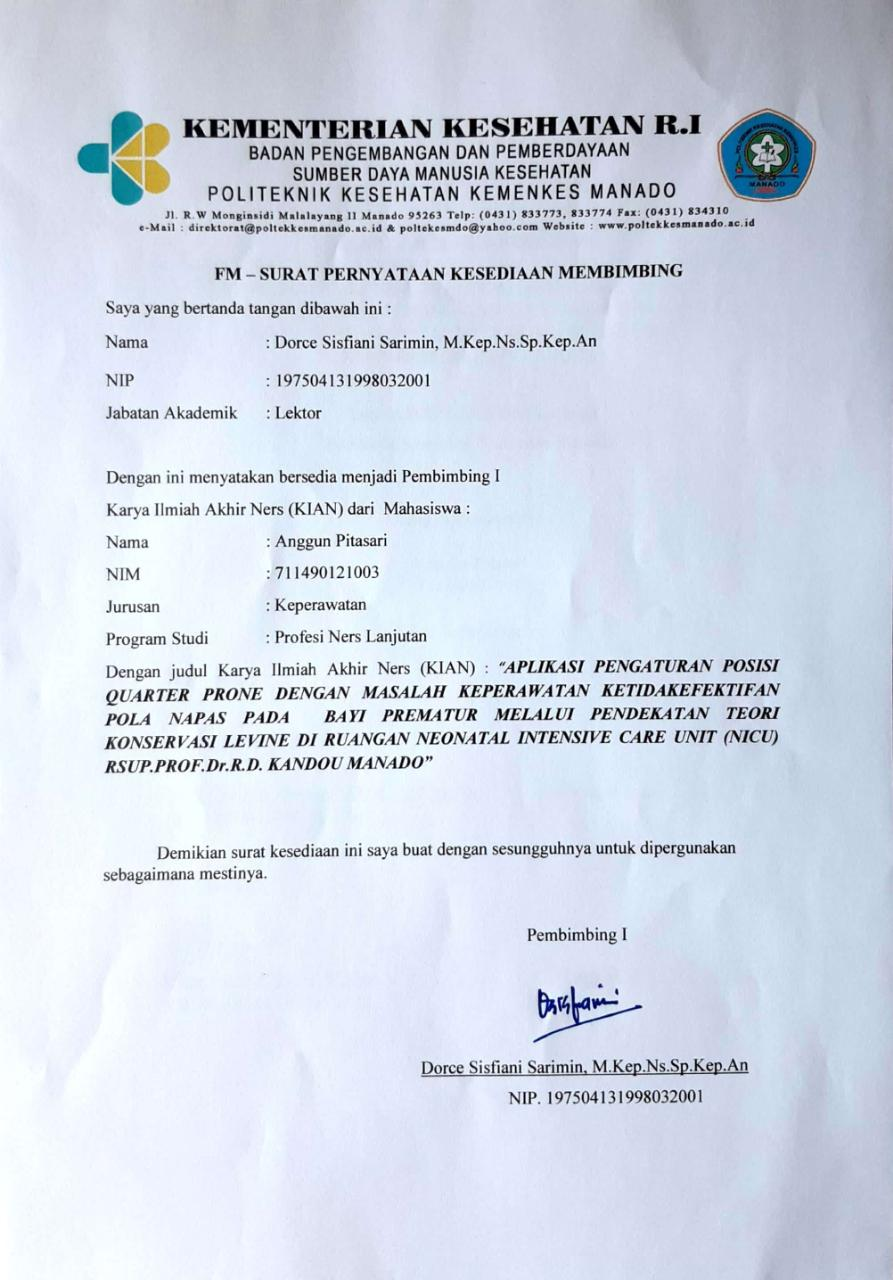 KEMENTERIAN KESEHATAN R.I
BADAN PENGEMBANGAN DAN PEMBERDAYAAN
SUMBER DAYA MANUSIA KESEHATAN
POLITEKNIK KESEHATAN KEMENKES MANADO
Jl. R.W Monginsidi Malalayang II Manado 95263 Telp: (0431) 833773, 833774 Fax: (0431) 834310
e-Mail : direktorat@poltekkesmanado.ac.id & poltekesmdo@yahoo.com Website : www.poltekkesmanado.ac.id
MANADO
FM – SURAT PERNYATAAN KESEDIAAN MEMBIMBING
Saya yang bertanda tangan dibawah ini :
Nama : Dorce Sisfiani Sarimin, M.Kep.Ns.Sp.Kep.An
NIP : 197504131998032001
Jabatan Akademik : Lektor
Dengan ini menyatakan bersedia menjadi Pembimbing I
Karya Ilmiah Akhir Ners (KIAN) dari Mahasiswa :
Nama : Anggun Pitasari
NIM : 711490121003
Jurusan : Keperawatan
Program Studi : Profesi Ners Lanjutan
Dengan judul Karya Ilmiah Akhir Ners (KIAN) : “APLIKASI PENGATURAN POSISI
QUARTER PRONE DENGAN MASALAH KEPERAWATAN KETIDAKEFEKTIFAN
POLA NAPAS PADA BAYI PREMATUR MELALUI PENDEKATAN TEORI
KONSERVASI LEVINE DI RUANGAN NEONATAL INTENSIVE CARE UNIT (NICU)
RSUP.PROF.Dr.R.D. KANDOU MANADO”
Demikian surat kesediaan ini saya buat dengan sesungguhnya untuk dipergunakan
sebagaimana mestinya.
Pembimbing I
Dorce Sisfiani Sarimin, M.Kep.Ns.Sp.Kep.An
NIP. 197504131998032001